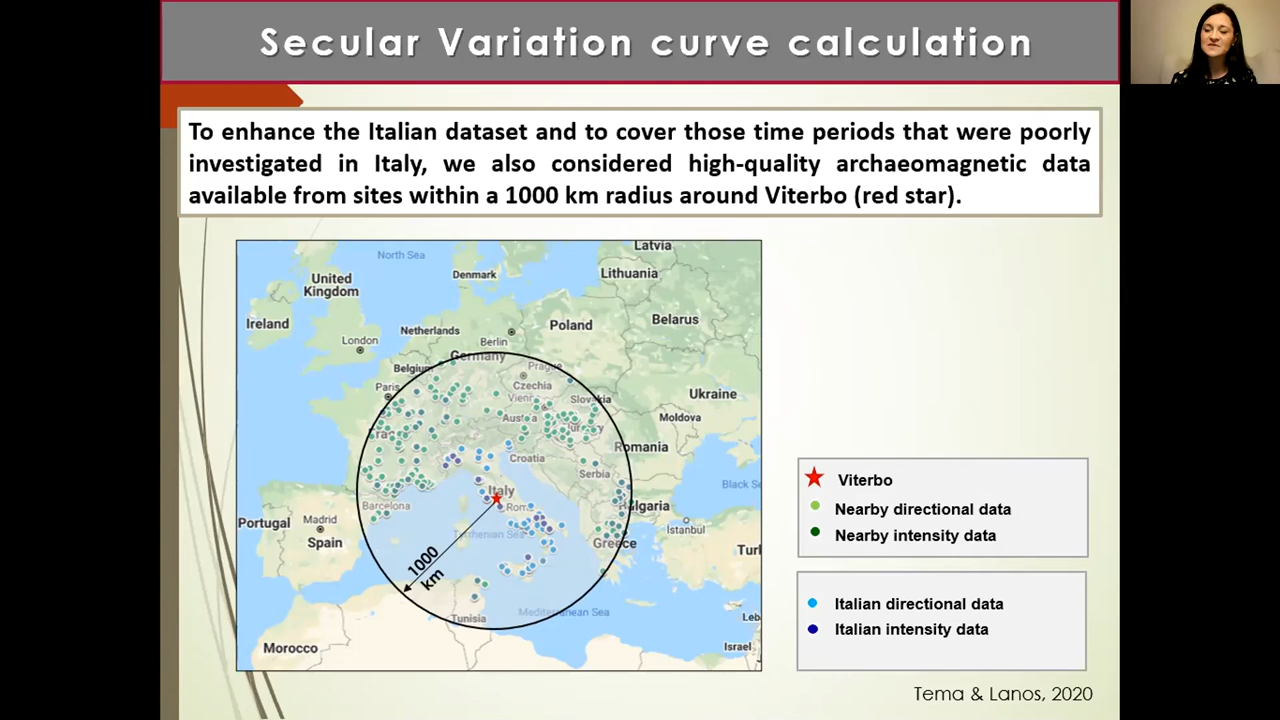 Secular Variation curve calculation
To enhance the Italian dataset and to cover those time periods that were poorly
investigated in Italy, we also considered high-quality archaeomagnetic data
available from sites within a 1000 km radius around Viterbo (red star).
Latvia
North Sea
Lithuania
Denmark
United
Kingdom
Ireland
Belarus
Poland
Netherlands
Berlin
London
Germany
Belgium
Prague
Paris
Czechia
Ukraine
Slovakia
Moldova
Austria
Romania
Croatia
Serbia
Black S
Italy
Barcelona
Portugal
Madrid
Spain
Istanbul
Greece
Tur
1000
km
Tyrrhenian Sea
Mediterranean Sea
Tunisia
Leb
Morocco
Israel
Viterbo
Nearby directional data
Nearby intensity data
Italian directional data
Italian intensity data
Tema & Lanos, 2020